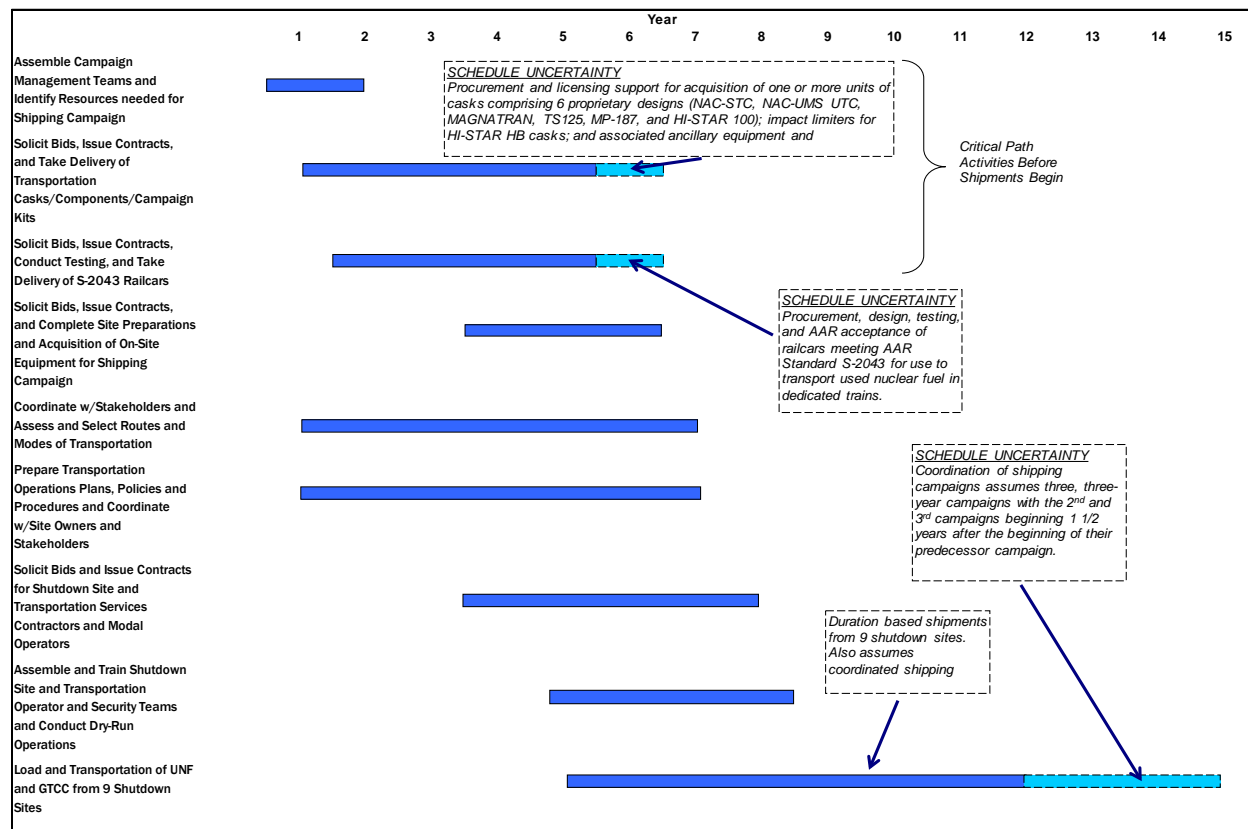 Year
1 2 3 4 5 6 7 8 9 10 11 12 13 14 15
Assemble Campaign
Management Teams and
Identify Resources needed for
Shipping Campaign
SCHEDULE UNCERTAINTY
Procurement and licensing support for acquisition of one or more units of
casks comprising 6 proprietary designs (NAC-STC, NAC-UMS UTC,
MAGNATRAN, TS125, MP-187, and HI-STAR 100); impact limiters for
HI-STAR HB casks; and associated ancillary equipment and
Critical Path
Activities Before
Shipments Begin
Solicit Bids, Issue Contracts,
and Take Delivery of
Transportation
Casks/Components/Campaign
Kits
Solicit Bids, Issue Contracts,
Conduct Testing, and Take
Delivery of S-2043 Railcars
SCHEDULE UNCERTAINTY
Procurement, design, testing,
and AAR acceptance of
railcars meeting AAR
Standard S-2043 for use to
transport used nuclear fuel in
dedicated trains.
Solicit Bids, Issue Contracts,
and Complete Site Preparations
and Acquisition of On-Site
Equipment for Shipping
Campaign
Coordinate w/Stakeholders and
Assess and Select Routes and
Modes of Transportation
SCHEDULE UNCERTAINTY
Coordination of shipping
campaigns assumes three, three-
year campaigns with the 2nd and
3rd campaigns beginning 1 1/2
years after the beginning of their
predecessor campaign.
Prepare Transportation
Operations Plans, Policies and
Procedures and Coordinate
w/Site Owners and
Stakeholders
Solicit Bids and Issue Contracts
for Shutdown Site and
Transportation Services
Contractors and Modal
Operators
Duration based shipments
from 9 shutdown sites.
Also assumes
coordinated shipping
Assemble and Train Shutdown
Site and Transportation
Operator and Security Teams
and Conduct Dry-Run
Operations
Load and Transportation of UNF
and GTCC from 9 Shutdown
Sites